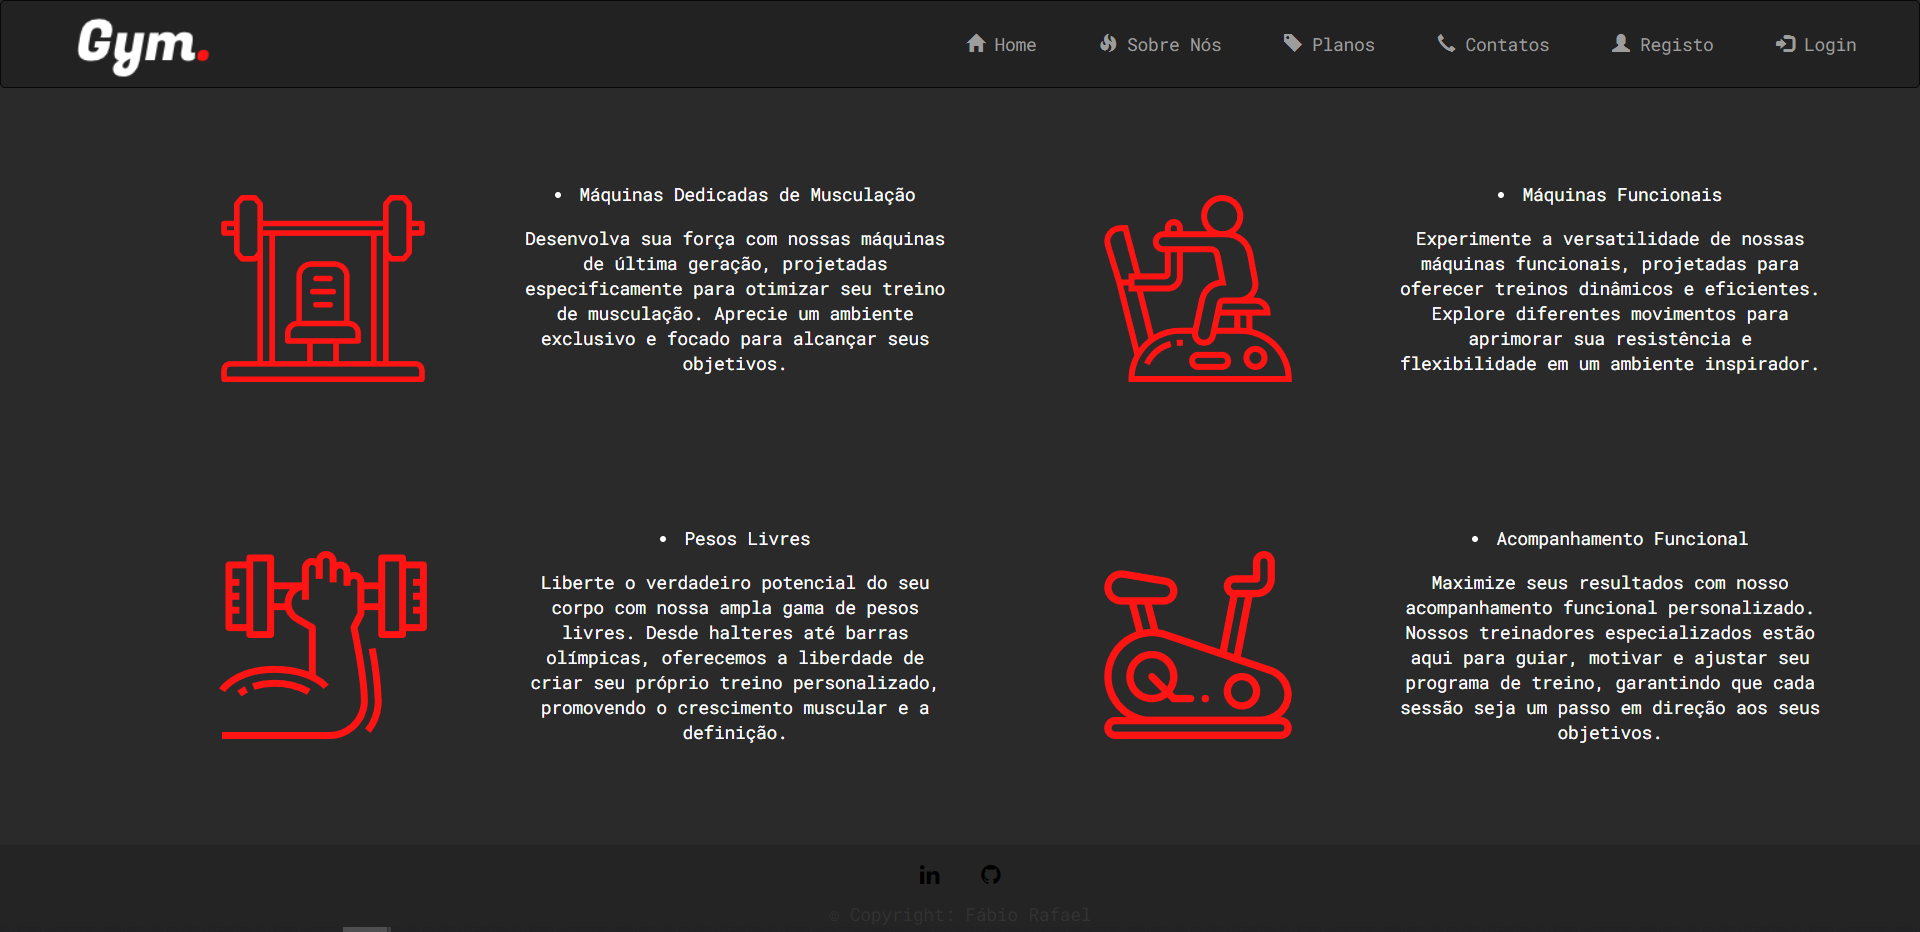 Gym.
Home
Sobre Nós
Planos
Contatos
Registo
Login
• Máquinas Dedicadas de Musculação
Desenvolva sua força com nossas máquinas
de última geração, projetadas
especificamente para otimizar seu treino
de musculação. Aprecie um ambiente
exclusivo e focado para alcançar seus
objetivos.
• Máquinas Funcionais
Experimente a versatilidade de nossas
máquinas funcionais, projetadas para
oferecer treinos dinâmicos e eficientes.
Explore diferentes movimentos para
aprimorar sua resistência e
flexibilidade em um ambiente inspirador.
• Pesos Livres
Liberte o verdadeiro potencial do seu
corpo com nossa ampla gama de pesos
livres. Desde halteres até barras
olímpicas, oferecemos a liberdade de
criar seu próprio treino personalizado,
promovendo o crescimento muscular e a
definição.
• Acompanhamento Funcional
Maximize seus resultados com nosso
acompanhamento funcional personalizado.
Nossos treinadores especializados estão
aqui para guiar, motivar e ajustar seu
programa de treino, garantindo que cada
sessão seja um passo em direção aos seus
objetivos.
in
© Copyright: Fábio Rafael